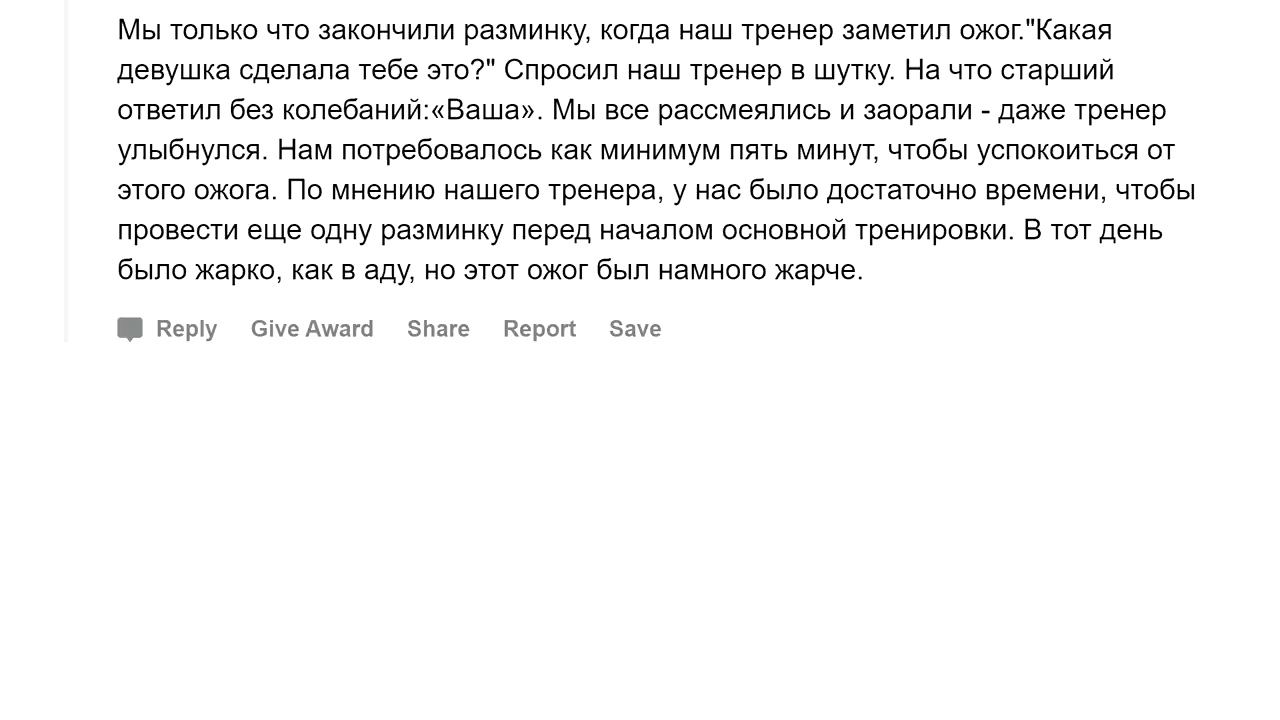 Мы только что закончили разминку, когда наш тренер заметил ожог."Какая
девушка сделала тебе это?" Спросил наш тренер в шутку. На что старший
ответил без колебаний:«Ваша». Мы все рассмеялись и заорали - даже тренер
улыбнулся. Нам потребовалось как минимум пять минут, чтобы успокоиться от
этого ожога. По мнению нашего тренера, у нас было достаточно времени, чтобы
провести еще одну разминку перед началом основной тренировки. В тот день
было жарко, как в аду, но этот ожог был намного жарче.
Reply Give Award Share Report Save